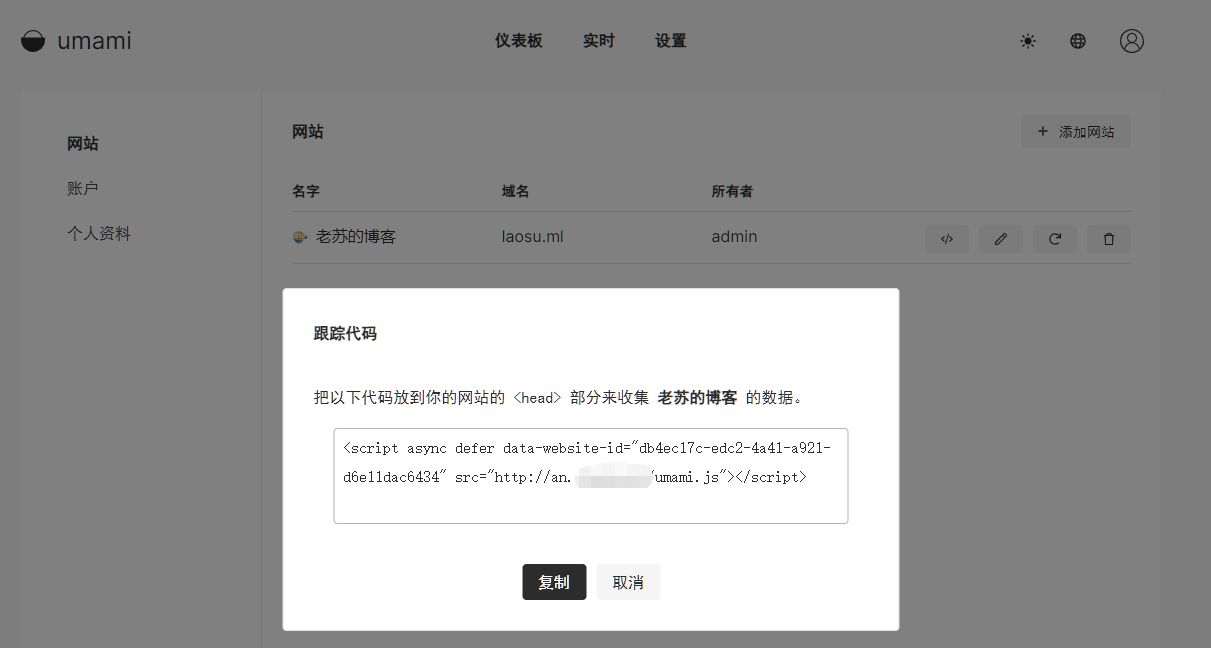 umami
仪表板 实时 设置
网站
账户
个人资料
网站
+ 添加网站
名字 域名 所有者
老苏的博客 laosu.ml admin
跟踪代码
把以下代码放到你的网站的 <head> 部分来收集 老苏的博客 的数据。
<script async defer data-website-id="db4ec17c-edc2-4a41-a921-
d6e11dac6434" src="http://an. /umami.js"></script>
复制 取消